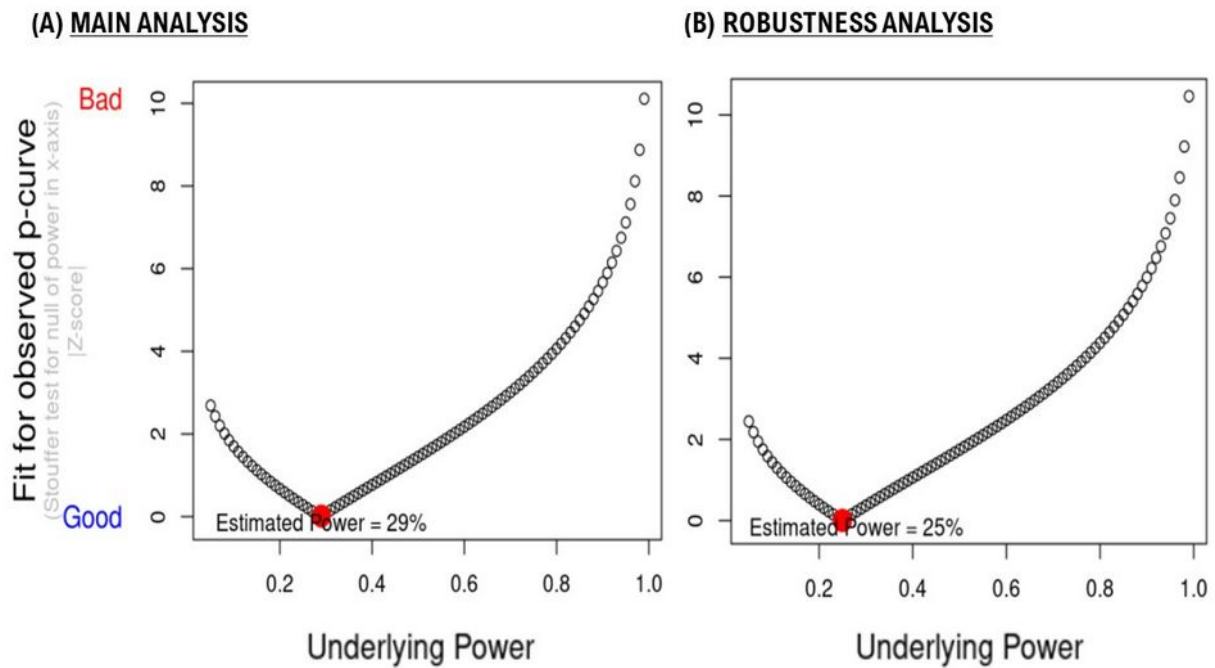 (A) MAIN ANALYSIS
Fit for observed p-curve
(Stouffer test for null of power in x-axis)
|Z-score|
Bad
Good
10
8
6
4
2
0
Estimated Power = 29%
0.2 0.4 0.6 0.8 1.0
Underlying Power
(B) ROBUSTNESS ANALYSIS
10
8
6
4
2
0
Estimated Power = 25%
0.2 0.4 0.6 0.8 1.0
Underlying Power